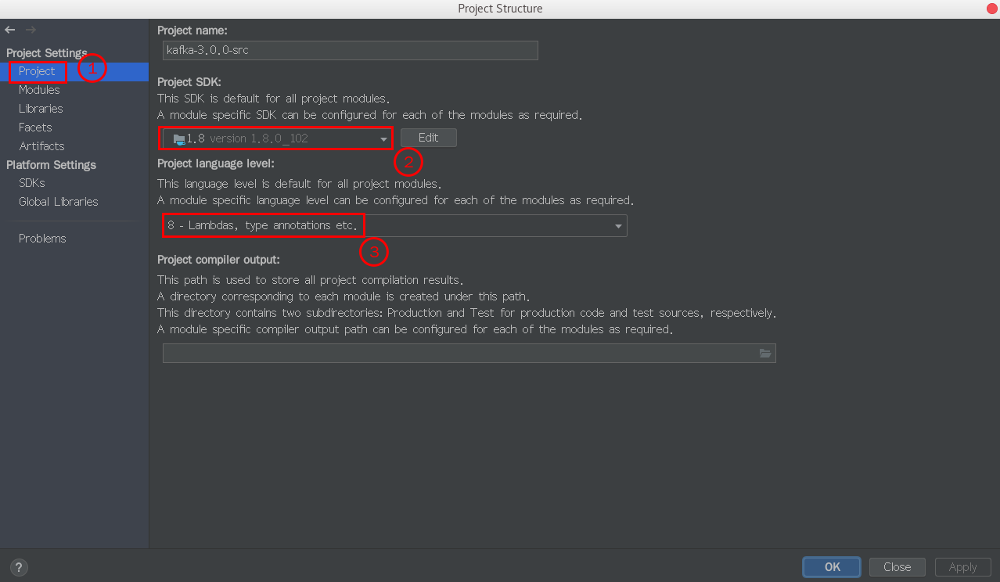 Project Structure
Project Settings
Project
1
Modules
Libraries
Facets
Artifacts
Platform Settings
SDKs
Global Libraries
Problems
Project name:
kafka-3.0.0-src
Project SDK:
This SDK is default for all project modules.
A module specific SDK can be configured for each of the modules as required.
1.8 version 1.8.0_102
Edit
2
Project language level:
This language level is default for all project modules.
A module specific language level can be configured for each of the modules as required.
8 - Lambdas, type annotations etc.
3
Project compiler output:
This path is used to store all project compilation results.
A directory corresponding to each module is created under this path.
This directory contains two subdirectories: Production and Test for production code and test sources, respectively.
A module specific compiler output path can be configured for each of the modules as required.
?
OK
Close
Apply